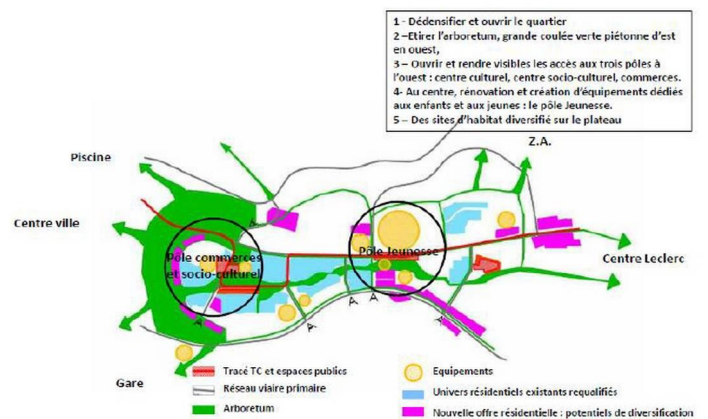 1 - Dédensifier et ouvrir le quartier
2 –Etirer l'arboretum, grande coulée verte piétonne d'est
en ouest,
3 – Ouvrir et rendre visibles les accès aux trois pôles à
l'ouest : centre culturel, centre socio-culturel, commerces.
4- Au centre, rénovation et création d'équipements dédiés
aux enfants et aux jeunes : le pôle Jeunesse.
5 – Des sites d'habitat diversifié sur le plateau
Z.A.
Piscine
Centre ville
Pôle commerces
et socio-culturel
Pôle Jeunesse
Centre Leclerc
Gare
Tracé TC et espaces publics
Réseau viaire primaire
Arboretum
Equipements
Univers résidentiels existants requalifiés
Nouvelle offre résidentielle : potentiels de diversification